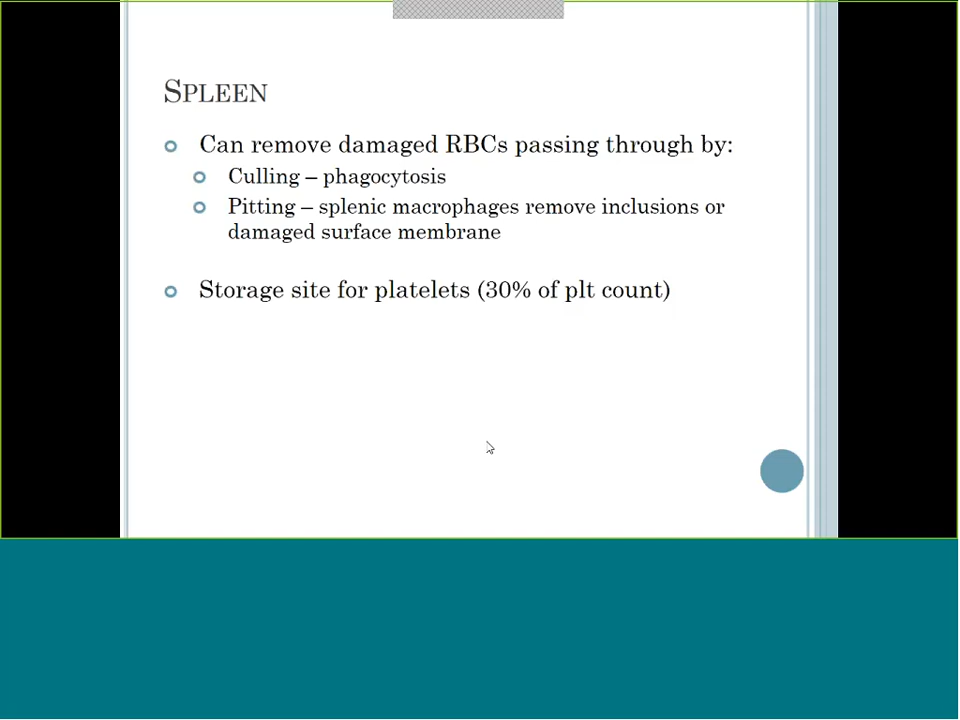 SPLEEN
Can remove damaged RBCs passing through by:
Culling – phagocytosis
Pitting – splenic macrophages remove inclusions or
damaged surface membrane
Storage site for platelets (30% of plt count)